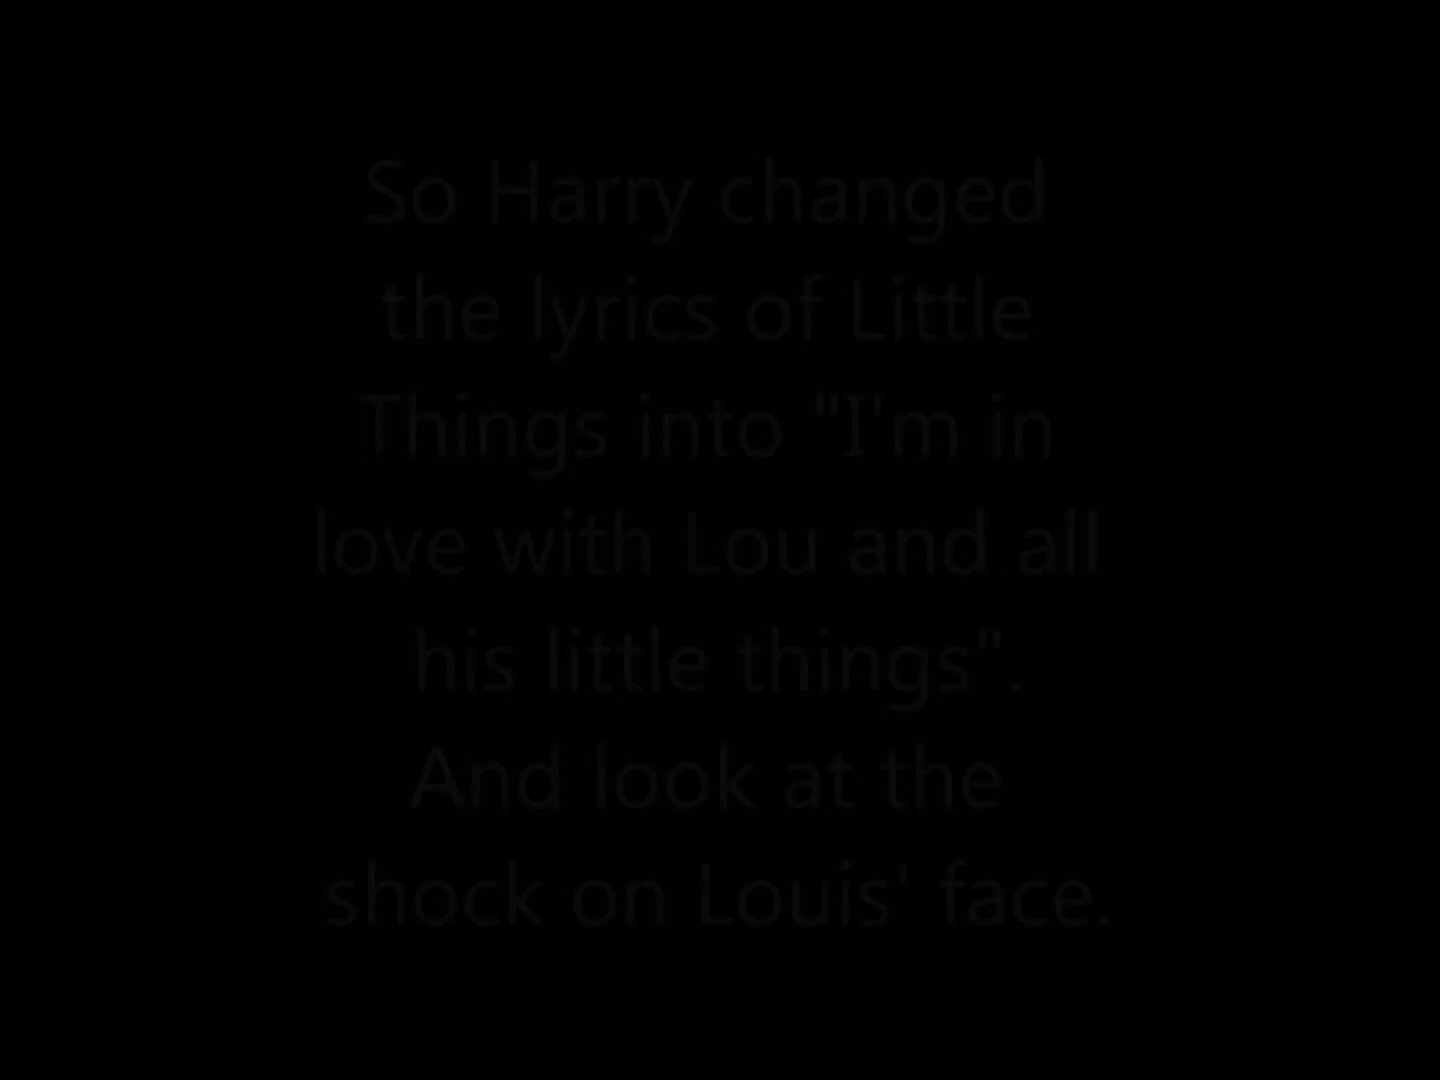 So Harry changed
the lyrics of Little
Things into "I'm in
love with Lou and all
his little things".
And look at the
shock on Louis' face.